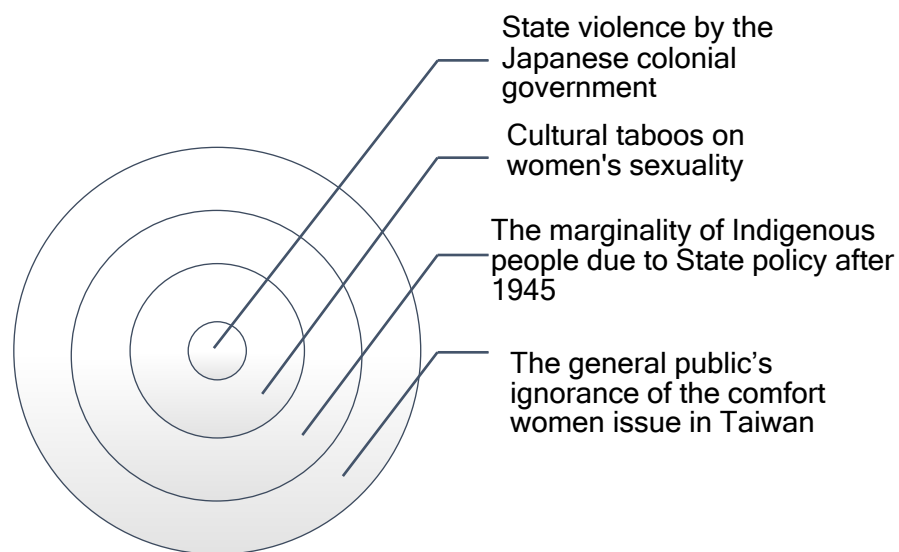 State violence by the
Japanese colonial
government
Cultural taboos on
women's sexuality
The marginality of Indigenous
people due to State policy after
1945
The general public’s
ignorance of the comfort
women issue in Taiwan